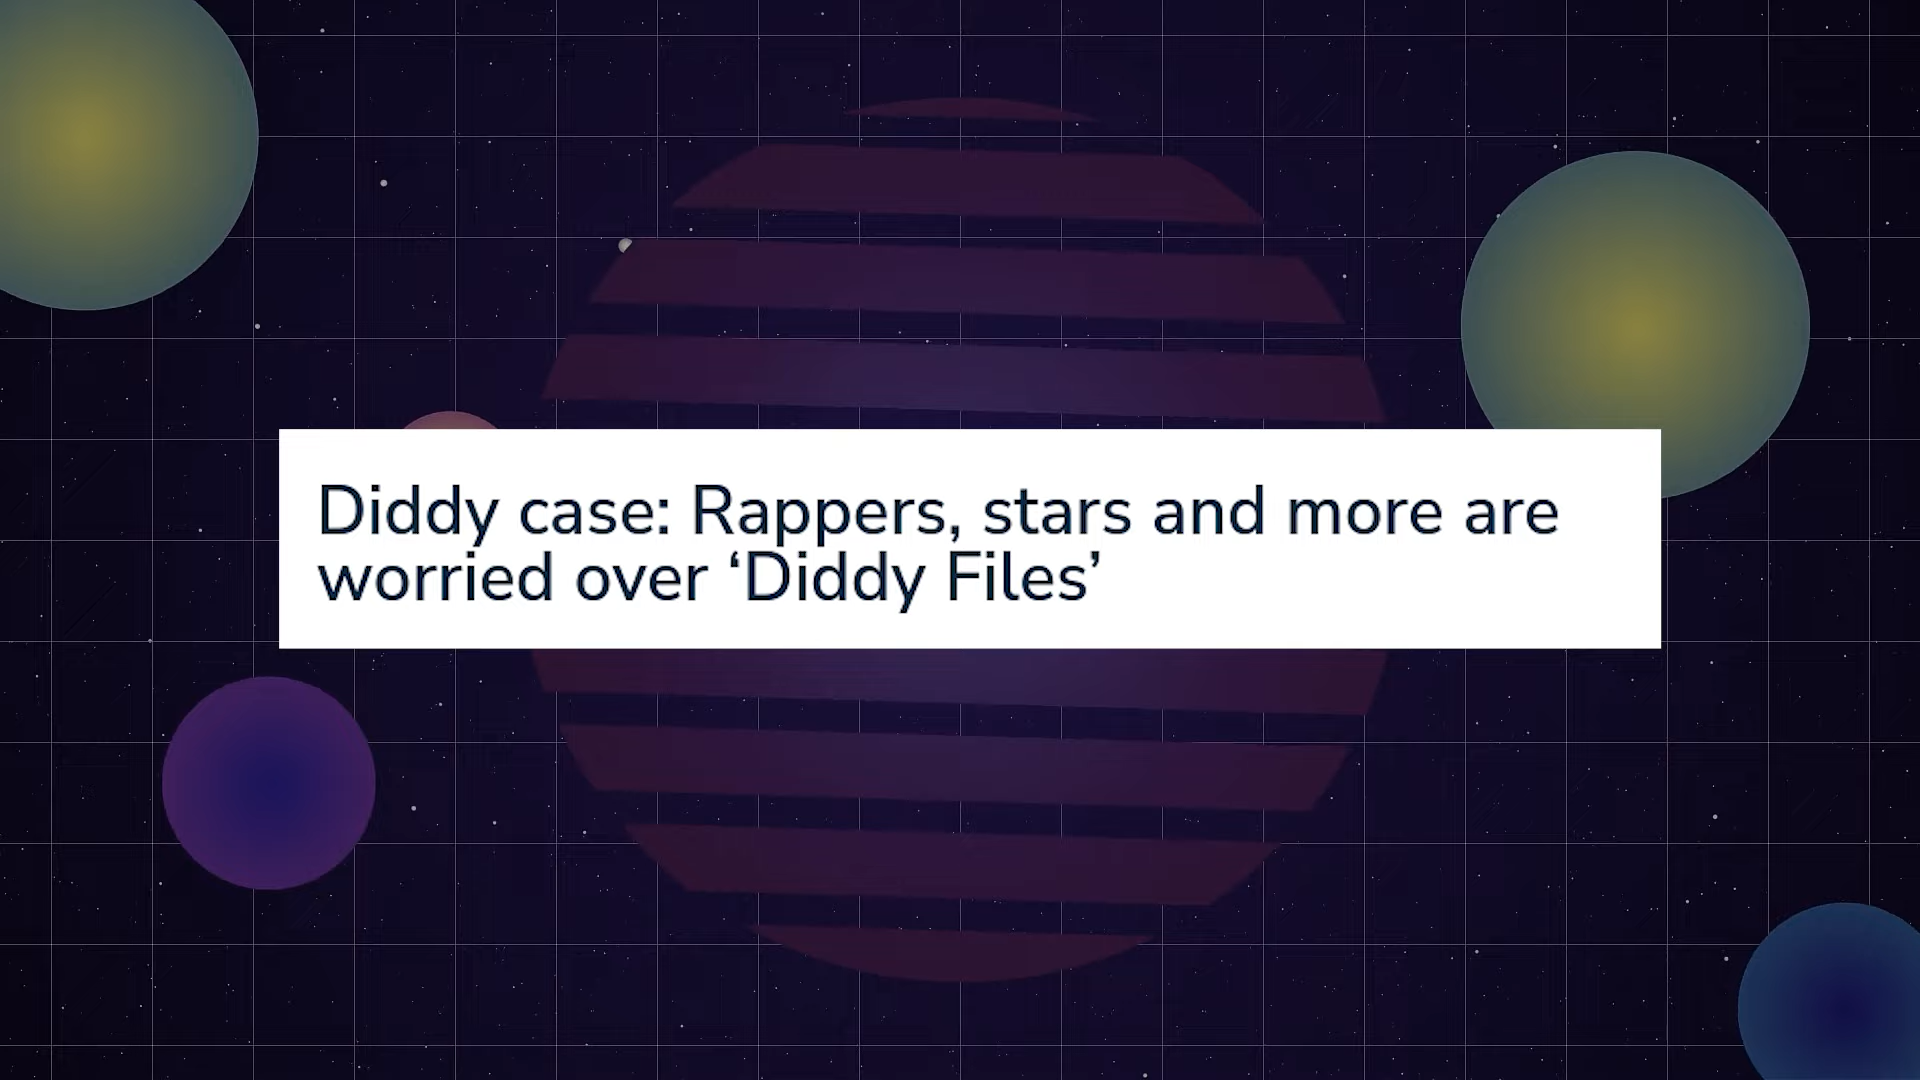 Diddy case: Rappers, stars and more are
worried over ‘Diddy Files’